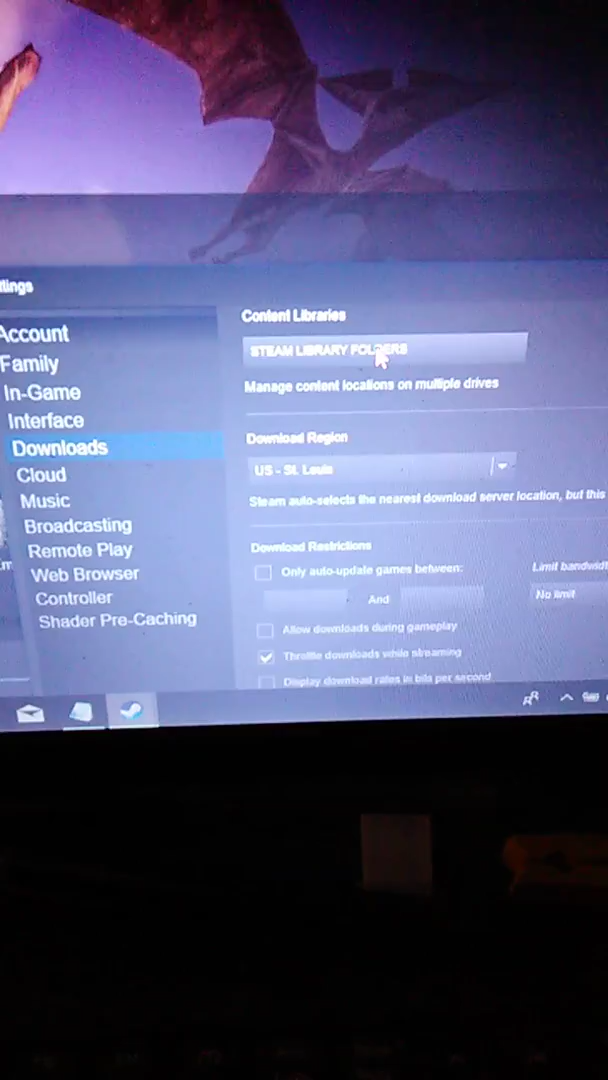 Account
Family
In-Game
Interface
Downloads
Cloud
Music
Broadcasting
Remote Play
Web Browser
Controller
Shader Pre-Caching
Content Libraries
STEAM LIBRARY FOLDERS
Manage content locations on multiple drives
Download Region
US - St. Louis
Steam auto-selects the nearest download server location, but this
Download Restrictions
Only auto-update games between:
And
Limit
No limit
Allow downloads during gameplay
Throttle downloads while streaming
Display download rates in bits per second